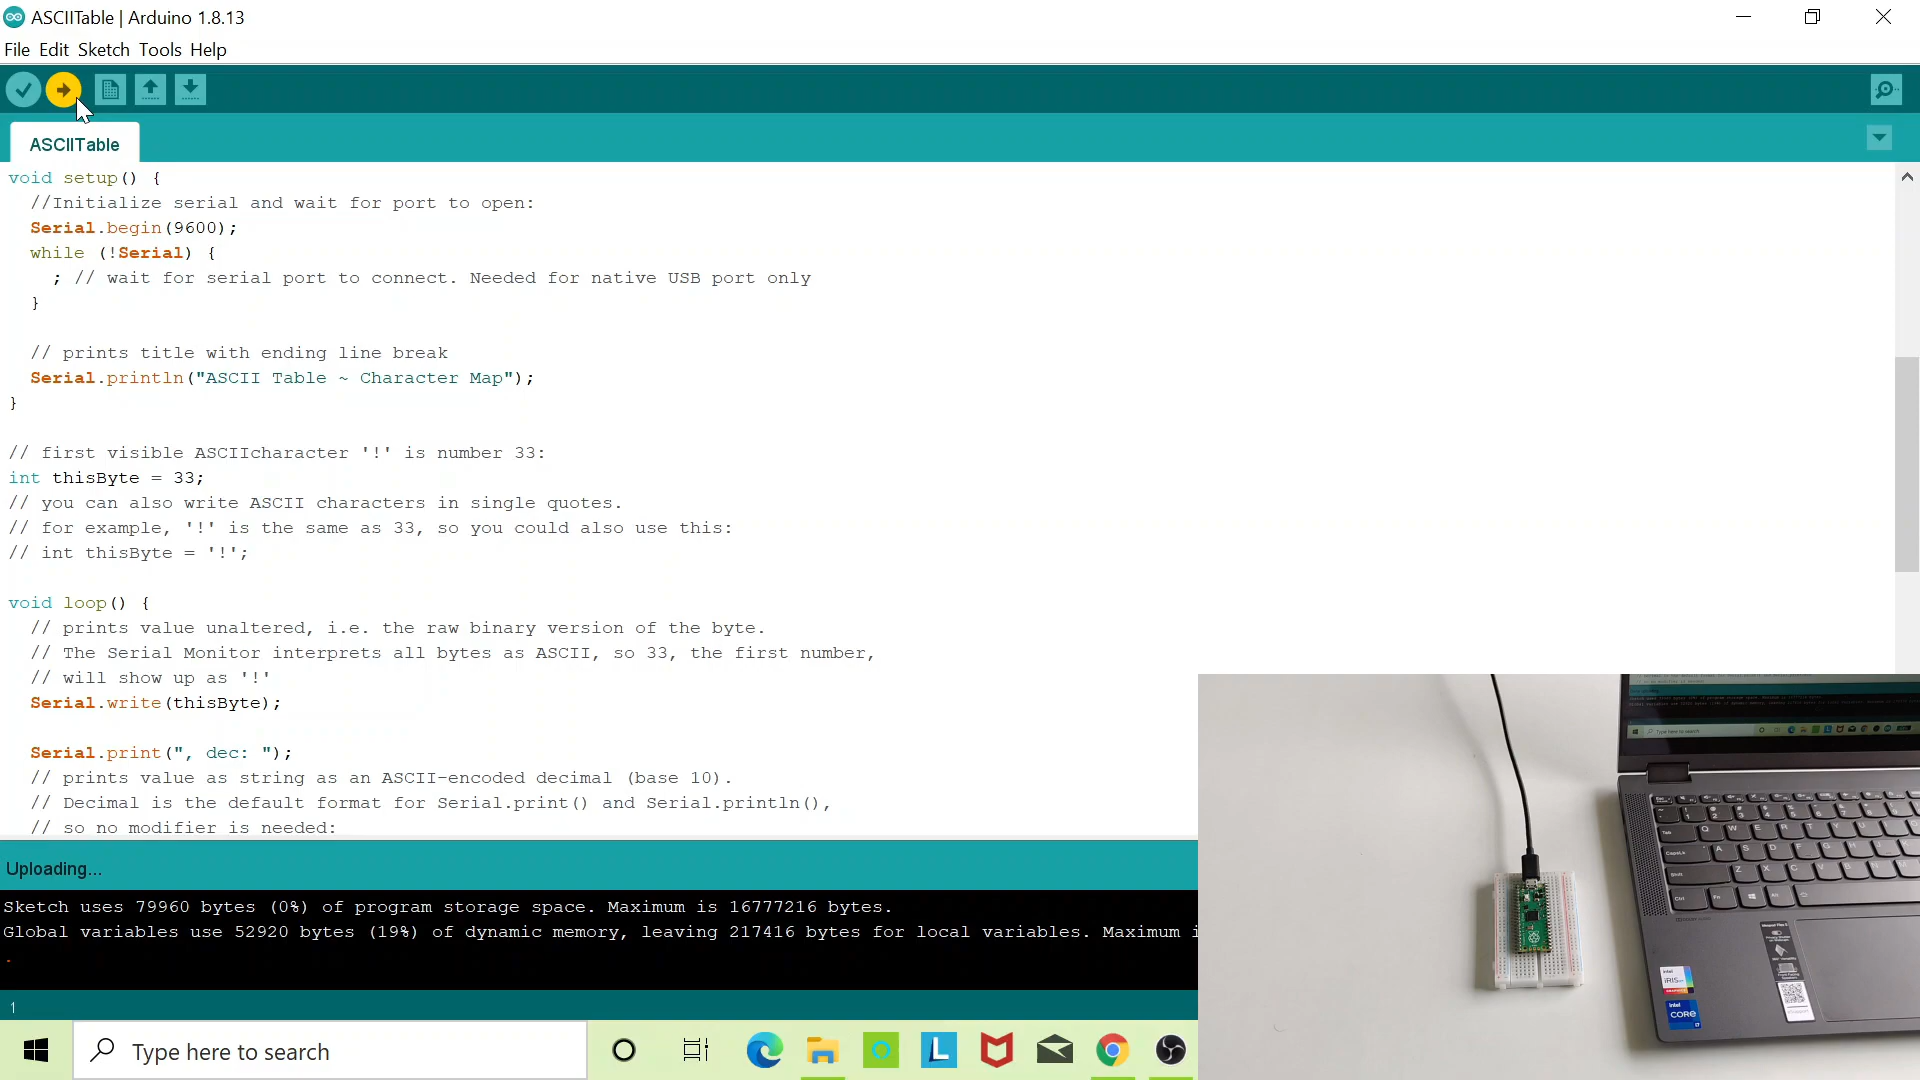 ASCIITable | Arduino 1.8.13
File Edit Sketch Tools Help
ASCIITable
void setup() {
//Initialize serial and wait for port to open:
Serial.begin(9600);
while (!Serial) {
; // wait for serial port to connect. Needed for native USB port only
}
// prints title with ending line break
Serial.println("ASCII Table ~ Character Map");
}
// first visible ASCIIcharacter '!' is number 33:
int thisByte = 33;
// you can also write ASCII characters in single quotes.
// for example, '!' is the same as 33, so you could also use this:
// int thisByte = '!';
void loop() {
// prints value unaltered, i.e. the raw binary version of the byte.
// The Serial Monitor interprets all bytes as ASCII, so 33, the first number,
// will show up as '!'
Serial.write(thisByte);
Serial.print(", dec: ");
// prints value as string as an ASCII-encoded decimal (base 10).
// Decimal is the default format for Serial.print() and Serial.println(),
// so no modifier is needed:
Uploading...
Sketch uses 79960 bytes (0%) of program storage space. Maximum is 16777216 bytes.
Global variables use 52920 bytes (19%) of dynamic memory, leaving 217416 bytes for local variables. Maximum
.
1
Type here to search
L
intel
iRIS
intel
CORE
i7